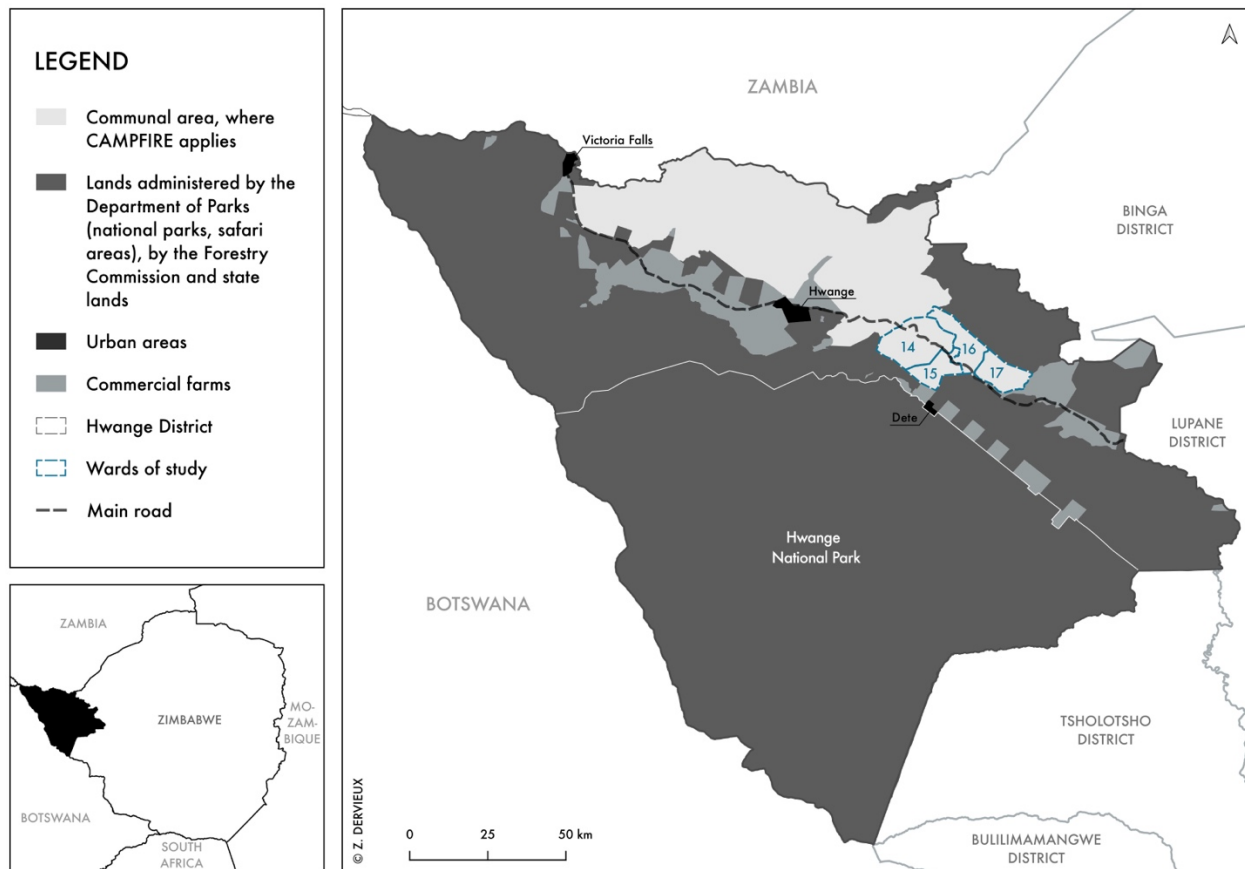 LEGEND
Communal area, where
CAMPFIRE applies
Lands administered by the
Department of Parks
(national parks, safari
areas), by the Forestry
Commission and state
lands
Urban areas
Commercial farms
Hwange District
Wards of study
Main road
ZAMBIA
ZIMBABWE
MO-
ZAM-
BIQUE
BOTSWANA
SOUTH
AFRICA
ZAMBIA
Victoria Falls
BINGA
DISTRICT
Hwange
14
16
15
17
Dete
LUPANE
DISTRICT
Hwange
National Park
BOTSWANA
TSHOLOTSHO
DISTRICT
BULILIMAMANGWE
DISTRICT
© Z. DERVIEUX
0 25 50 km